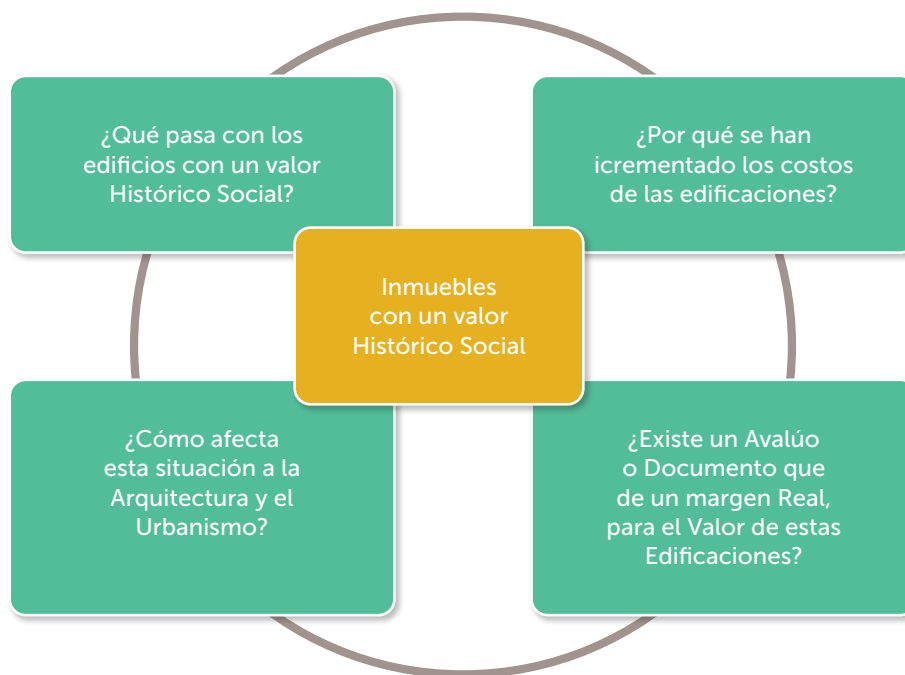 ¿Qué pasa con los
edificios con un valor
Histórico Social?
¿Por qué se han
icrementado los costos
de las edificaciones?
Inmuebles
con un valor
Histórico Social
¿Cómo afecta
esta situación a la
Arquitectura y el
Urbanismo?
¿Existe un Avalúo
o Documento que
de un margen Real,
para el Valor de estas
Edificaciones?